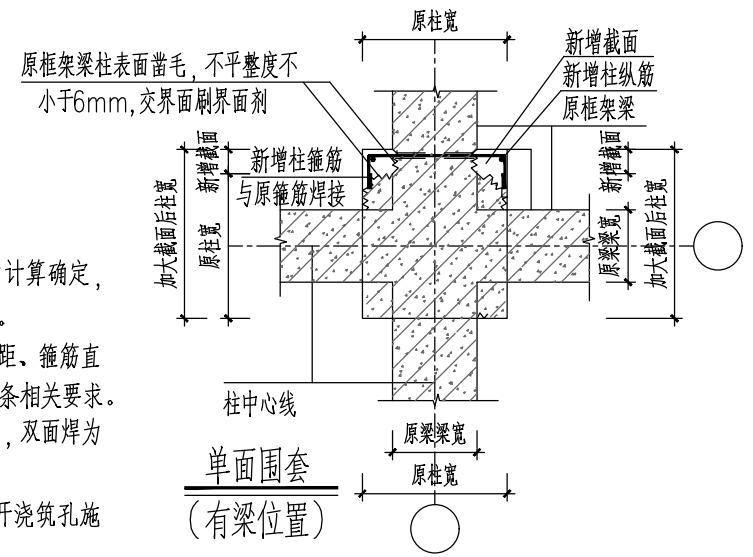 原柱宽
原框架梁柱表面凿毛，不平整度不
小于6mm，交界面刷界面剂
新增截面
新增柱纵筋
原框架梁
新增柱箍筋
与原箍筋焊接
加大截面后柱宽
新增截面
原柱宽
新增截面
原梁梁宽
加大截面后柱宽
计算确定，
。
距、箍筋直
条相关要求。
，双面焊为
开浇筑孔施
柱中心线
原梁梁宽
原柱宽
单面围套
（有梁位置）